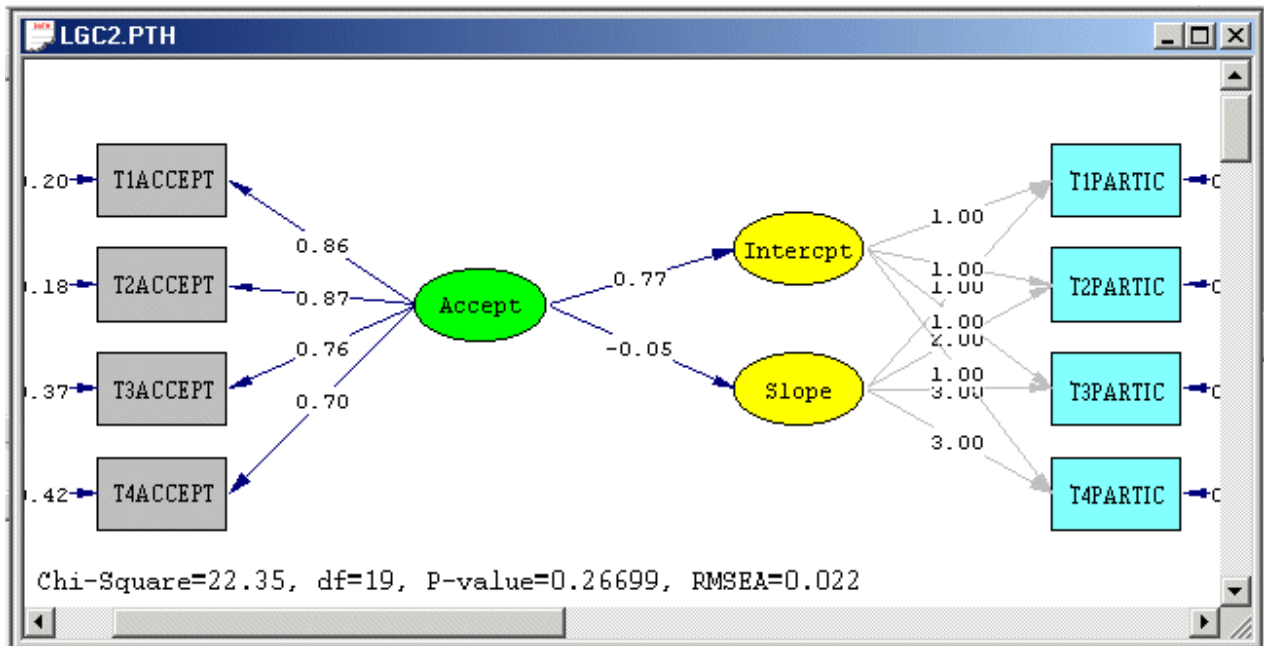 LGC2.PTH
.20
T1ACCEPT
T1PARTIC
0.86
1.00
Intercpt
.18
T2ACCEPT
0.87
Accept
0.77
1.00
1.00
T2PARTIC
-0.05
1.00
2.00
.37
T3ACCEPT
0.76
Slope
1.00
3.00
T3PARTIC
0.70
3.00
.42
T4ACCEPT
T4PARTIC
Chi-Square=22.35, df=19, P-value=0.26699, RMSEA=0.022